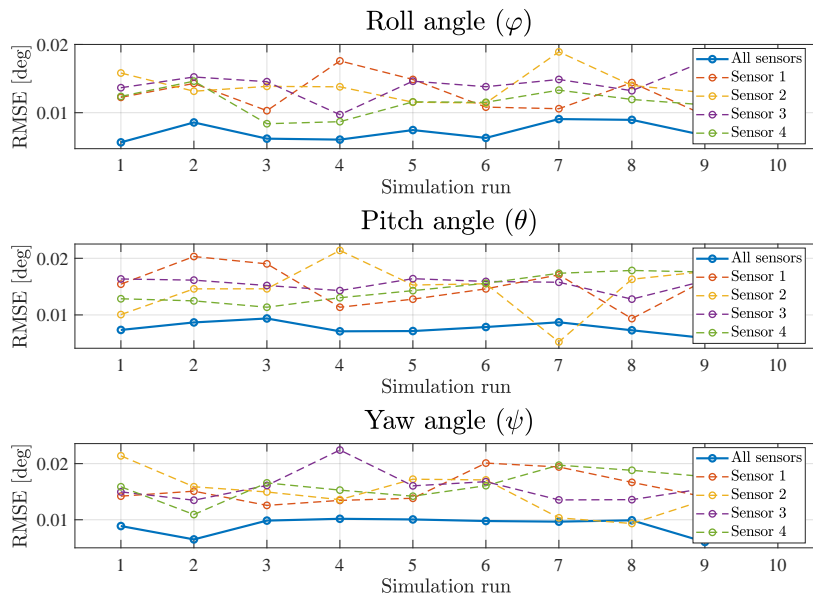 Roll angle (φ)
RMSE [deg]
0.02
0.01
All sensors
Sensor 1
Sensor 2
Sensor 3
Sensor 4
1 2 3 4 5 6 7 8 9 10
Simulation run
Pitch angle (θ)
RMSE [deg]
0.02
0.01
All sensors
Sensor 1
Sensor 2
Sensor 3
Sensor 4
1 2 3 4 5 6 7 8 9 10
Simulation run
Yaw angle (ψ)
RMSE [deg]
0.02
0.01
All sensors
Sensor 1
Sensor 2
Sensor 3
Sensor 4
1 2 3 4 5 6 7 8 9 10
Simulation run